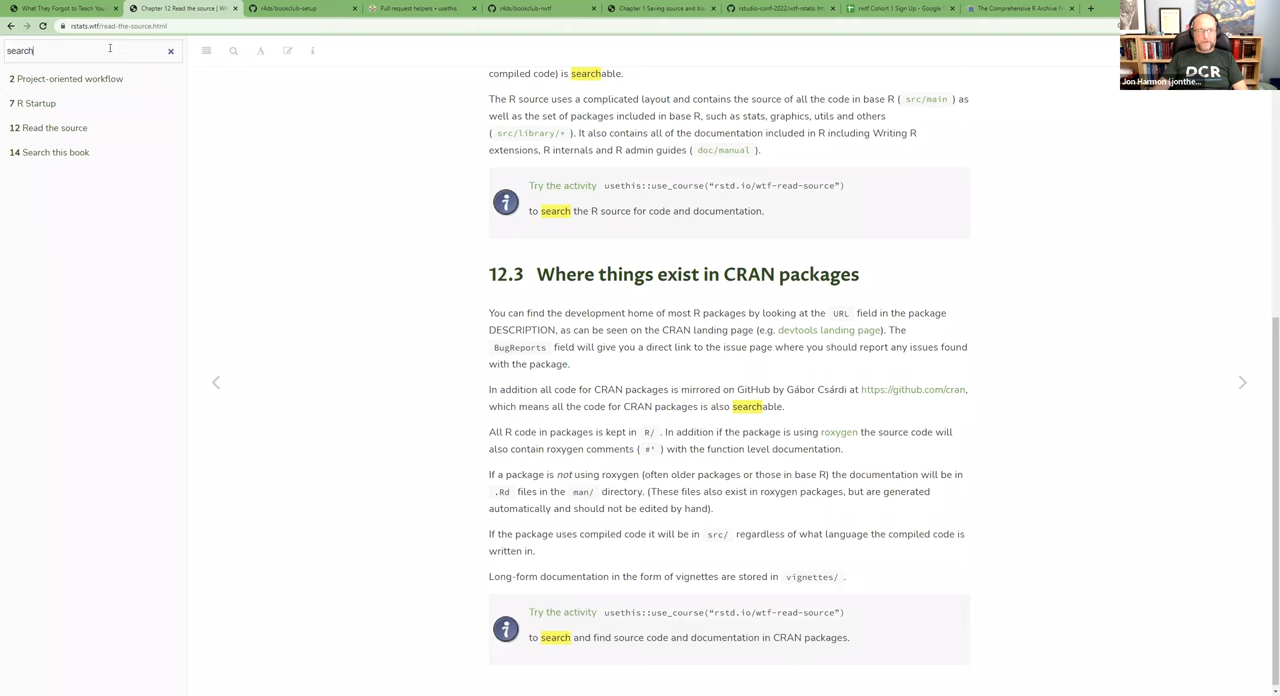 What They Forgot to Teach You
Chapter 12 Read the source | W
r4ds/bookclub-setup
Pull request helpers • usethis
r4ds/bookclub-rwtf
Chapter 1 Saving source and bl
rstudio-conf-2022/wtf-rstats: ht
rwtf Cohort 1 Sign Up - Google S
The Comprehensive R Archive N
rstats.wtf/read-the-source.html
search
2 Project-oriented workflow
7 R Startup
12 Read the source
14 Search this book
compiled code) is searchable.
The R source uses a complicated layout and contains the source of all the code in base R ( src/main ) as
well as the set of packages included in base R, such as stats, graphics, utils and others
( src/library/* ). It also contains all of the documentation included in R including Writing R
extensions, R internals and R admin guides ( doc/manual ).
Try the activity usethis::use_course(“rstd.io/wtf-read-source”)
to search the R source for code and documentation.
12.3 Where things exist in CRAN packages
You can find the development home of most R packages by looking at the URL field in the package
DESCRIPTION, as can be seen on the CRAN landing page (e.g. devtools landing page). The
BugReports field will give you a direct link to the issue page where you should report any issues found
with the package.
In addition all code for CRAN packages is mirrored on GitHub by Gábor Csárdi at https://github.com/cran,
which means all the code for CRAN packages is also searchable.
All R code in packages is kept in R/ . In addition if the package is using roxygen the source code will
also contain roxygen comments ( #' ) with the function level documentation.
If a package is not using roxygen (often older packages or those in base R) the documentation will be in
.Rd files in the man/ directory. (These files also exist in roxygen packages, but are generated
automatically and should not be edited by hand).
If the package uses compiled code it will be in src/ regardless of what language the compiled code is
written in.
Long-form documentation in the form of vignettes are stored in vignettes/ .
Try the activity usethis::use_course(“rstd.io/wtf-read-source”)
to search and find source code and documentation in CRAN packages.
DCR
Jon Harmon (jonthe...